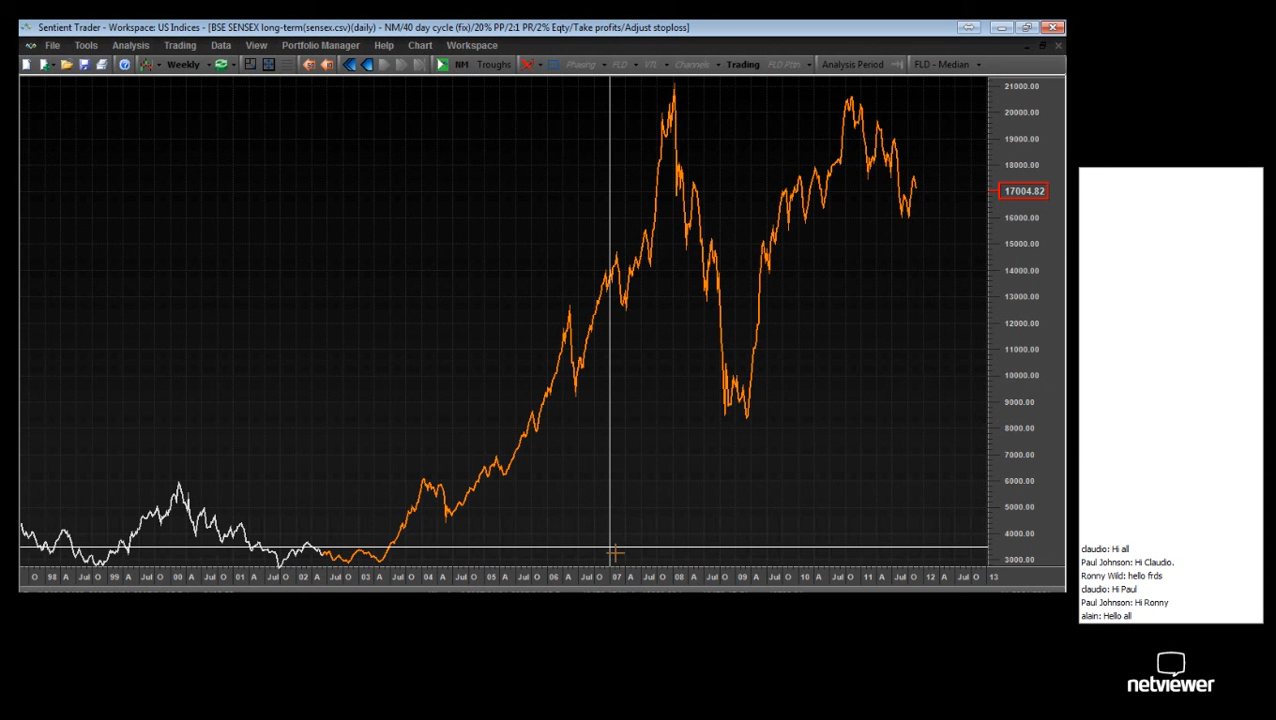 Sentient Trader - Workspace: US Indices - [BSE SENSEX long-term(sensex.csv)(daily) - NM/40 day cycle (fix)/20% PP/2:1 PR/2% Eqty/Take profits/Adjust stoploss]
File Tools Analysis Trading Data View Portfolio Manager Help Chart Workspace
Weekly NM Troughs Phasing FLD VTL Channels Trading FLD Pttn. Analysis Period FLD - Median
21000.00
20000.00
19000.00
18000.00
17004.82
16000.00
15000.00
14000.00
13000.00
12000.00
11000.00
10000.00
9000.00
8000.00
7000.00
6000.00
5000.00
4000.00
3000.00
O 98 A Jul O 99 A Jul O 00 A Jul O 01 A Jul O 02 A Jul O 03 A Jul O 04 A Jul O 05 A Jul O 06 A Jul O 07 A Jul O 08 A Jul O 09 A Jul O 10 A Jul O 11 A Jul O 12 A Jul O 13
claudio: Hi all
Paul Johnson: Hi Claudio.
Ronny Wild: hello frds
claudio: Hi Paul
Paul Johnson: Hi Ronny
alain: Hello all
netviewer